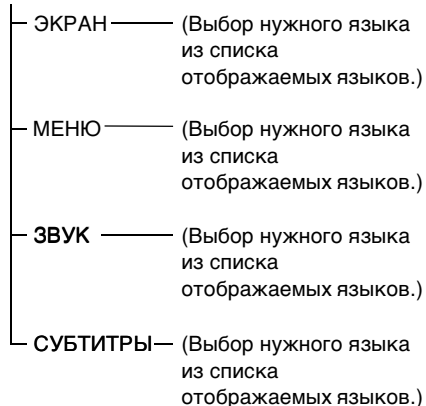 ЭКРАН (Выбор нужного языка
из списка
отображаемых языков.)
МЕНЮ (Выбор нужного языка
из списка
отображаемых языков.)
ЗВУК (Выбор нужного языка
из списка
отображаемых языков.)
СУБТИТРЫ (Выбор нужного языка
из списка
отображаемых языков.)